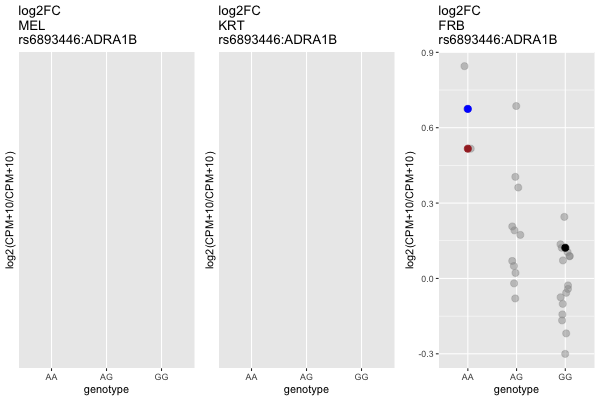 log2FC
MEL
rs6893446:ADRA1B
log2(CPM+10/CPM+10)
AA AG GG
genotype
log2FC
KRT
rs6893446:ADRA1B
log2(CPM+10/CPM+10)
AA AG GG
genotype
log2FC
FRB
rs6893446:ADRA1B
log2(CPM+10/CPM+10)
0.9
0.6
0.3
0.0
-0.3
AA AG GG
genotype